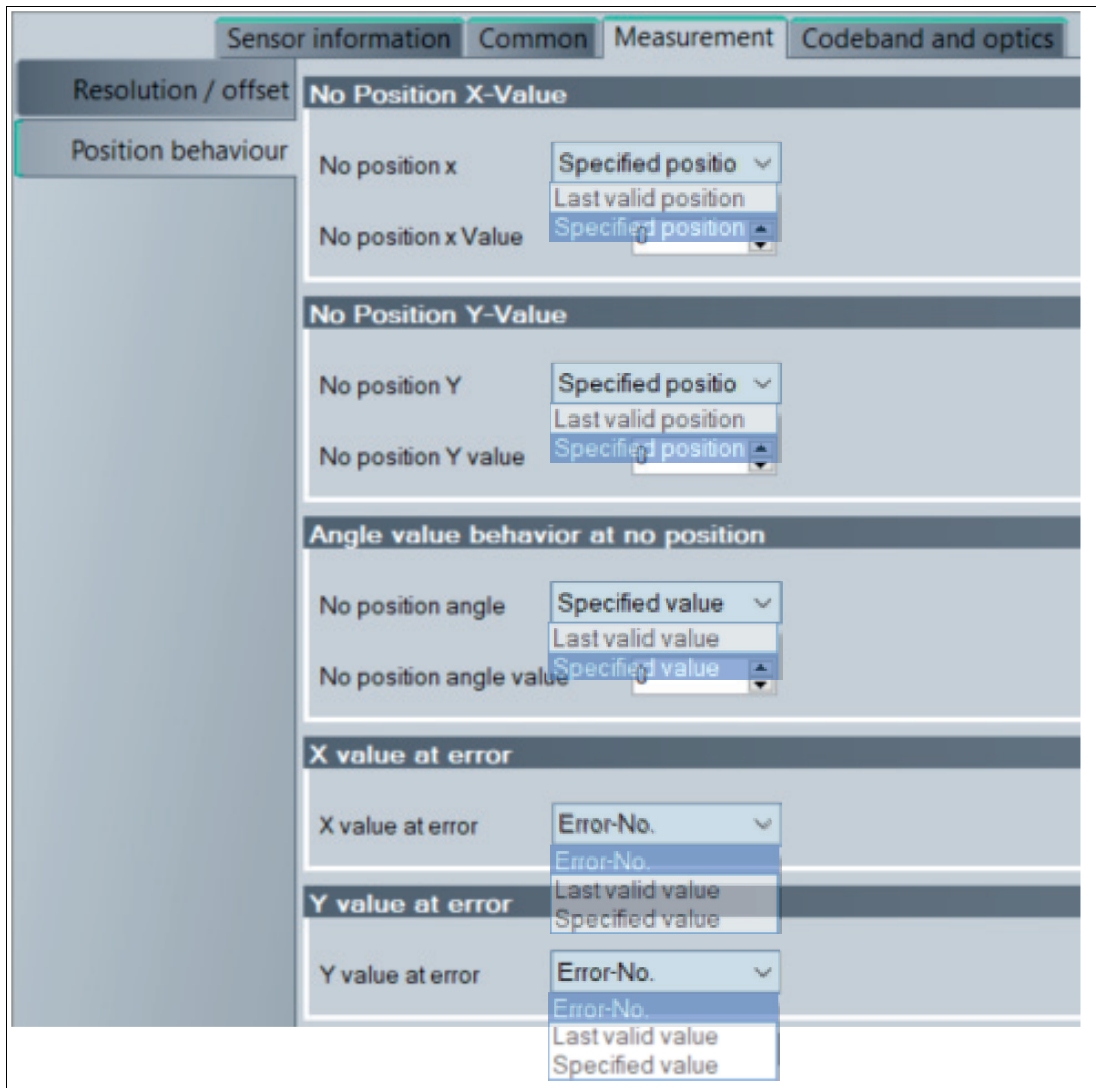 Sensor information Common Measurement Codeband and optics
Resolution / offset
Position behaviour
No Position X-Value
No position x Specified positio
Last valid position
Specified position
No position x Value 0
No Position Y-Value
No position Y Specified positio
Last valid position
Specified position
No position Y value 0
Angle value behavior at no position
No position angle Specified value
Last valid value
Specified value
No position angle value 0
X value at error
X value at error Error-No.
Error-No.
Last valid value
Specified value
Y value at error
Y value at error Error-No.
Error-No.
Last valid value
Specified value